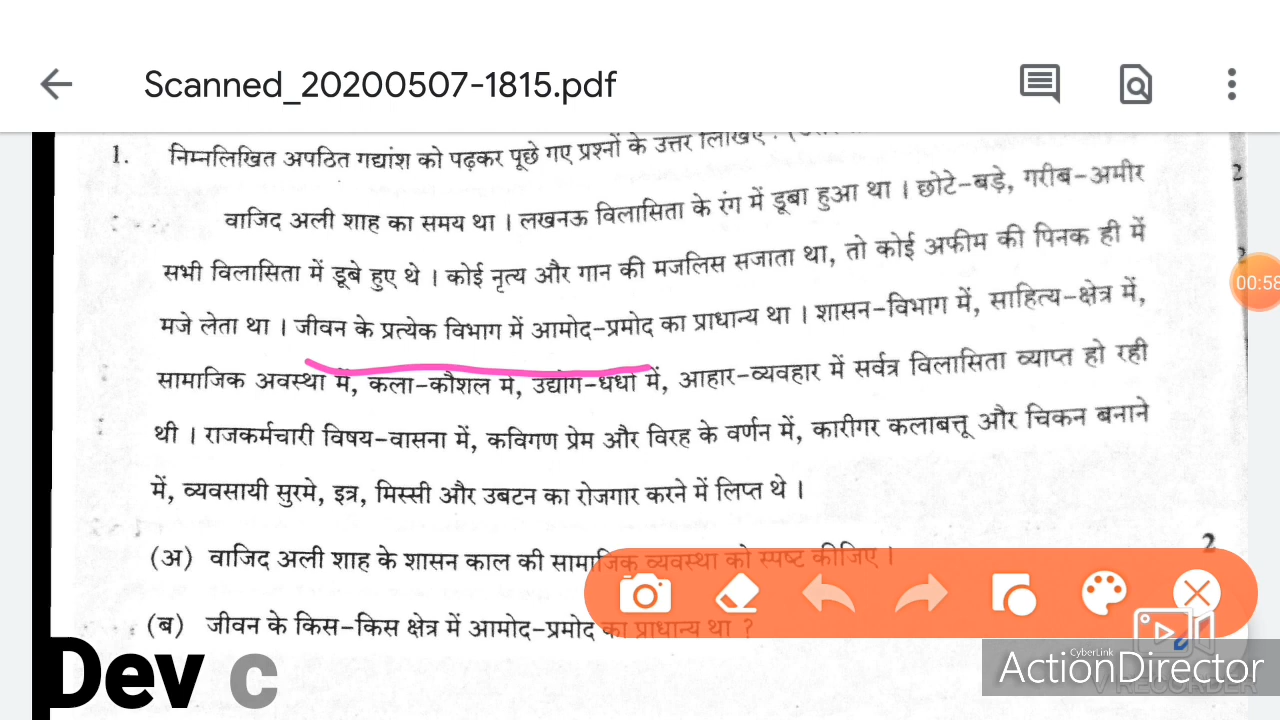 Scanned_20200507-1815.pdf
1. निम्नलिखित अपठित गद्यांश को पढ़कर पूछे गए प्रश्नों के उत्तर लिखिए :
2
वाजिद अली शाह का समय था । लखनऊ विलासिता के रंग में डूबा हुआ था । छोटे-बड़े, गरीब-अमीर
सभी विलासिता में डूबे हुए थे । कोई नृत्य और गान की मजलिस सजाता था, तो कोई अफीम की पिनक ही में
00:58
मजे लेता था । जीवन के प्रत्येक विभाग में आमोद-प्रमोद का प्राधान्य था । शासन-विभाग में, साहित्य-क्षेत्र में,
सामाजिक अवस्था में, कला-कौशल में, उद्योग-धंधों में, आहार-व्यवहार में सर्वत्र विलासिता व्याप्त हो रही
थी । राजकर्मचारी विषय-वासना में, कविगण प्रेम और विरह के वर्णन में, कारीगर कलाबत्तू और चिकन बनाने
में, व्यवसायी सुरमे, इत्र, मिस्सी और उबटन का रोजगार करने में लिप्त थे ।
(अ) वाजिद अली शाह के शासन काल की सामाजिक व्यवस्था को स्पष्ट कीजिए । 2
(ब) जीवन के किस-किस क्षेत्र में आमोद-प्रमोद का प्राधान्य था ?
Dev c
CyberLink
ActionDirector
RECORDER